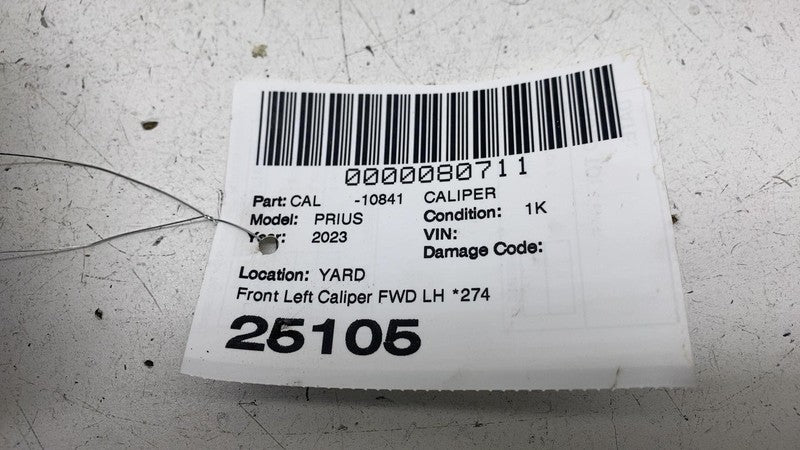 0000080711
Part: CAL -10841 CALIPER
Model: PRIUS Condition: 1K
Year: 2023 VIN:
Damage Code:
Location: YARD
Front Left Caliper FWD LH *274
25105